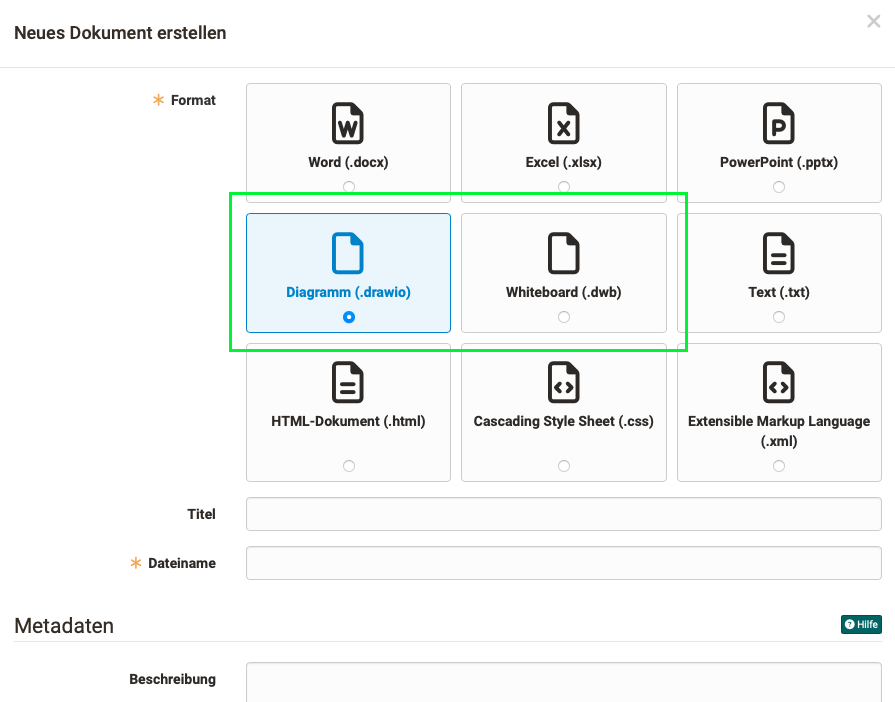 Neues Dokument erstellen
Format
Word (.docx)
Excel (.xlsx)
PowerPoint (.pptx)
Diagramm (.drawio)
Whiteboard (.dwb)
Text (.txt)
HTML-Dokument (.html)
Cascading Style Sheet (.css)
Extensible Markup Language
(.xml)
Titel
Dateiname
Metadaten
Hilfe
Beschreibung